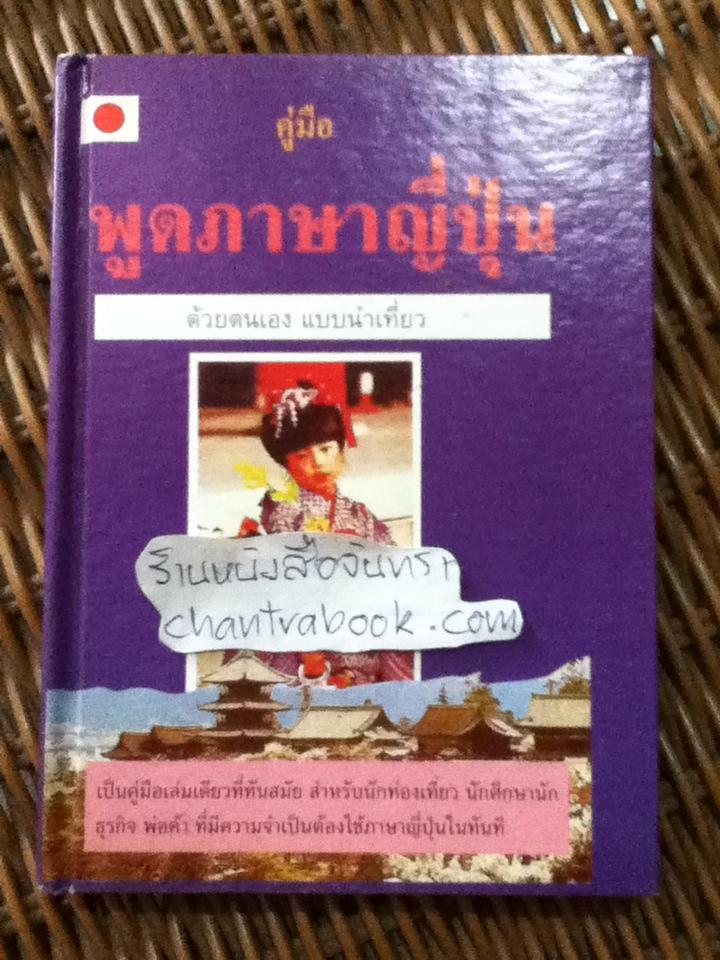 คู่มือ
พูดภาษาญี่ปุ่น
ด้วยตนเอง แบบนำเที่ยว
ร้านหนังสือจันทรา
chantrabook.com
เป็นคู่มือเล่มเดียวที่ทันสมัย สำหรับนักท่องเที่ยว นักศึกษานัก
ธุรกิจ พ่อค้า ที่มีความจำเป็นต้องใช้ภาษาญี่ปุ่นในทันที